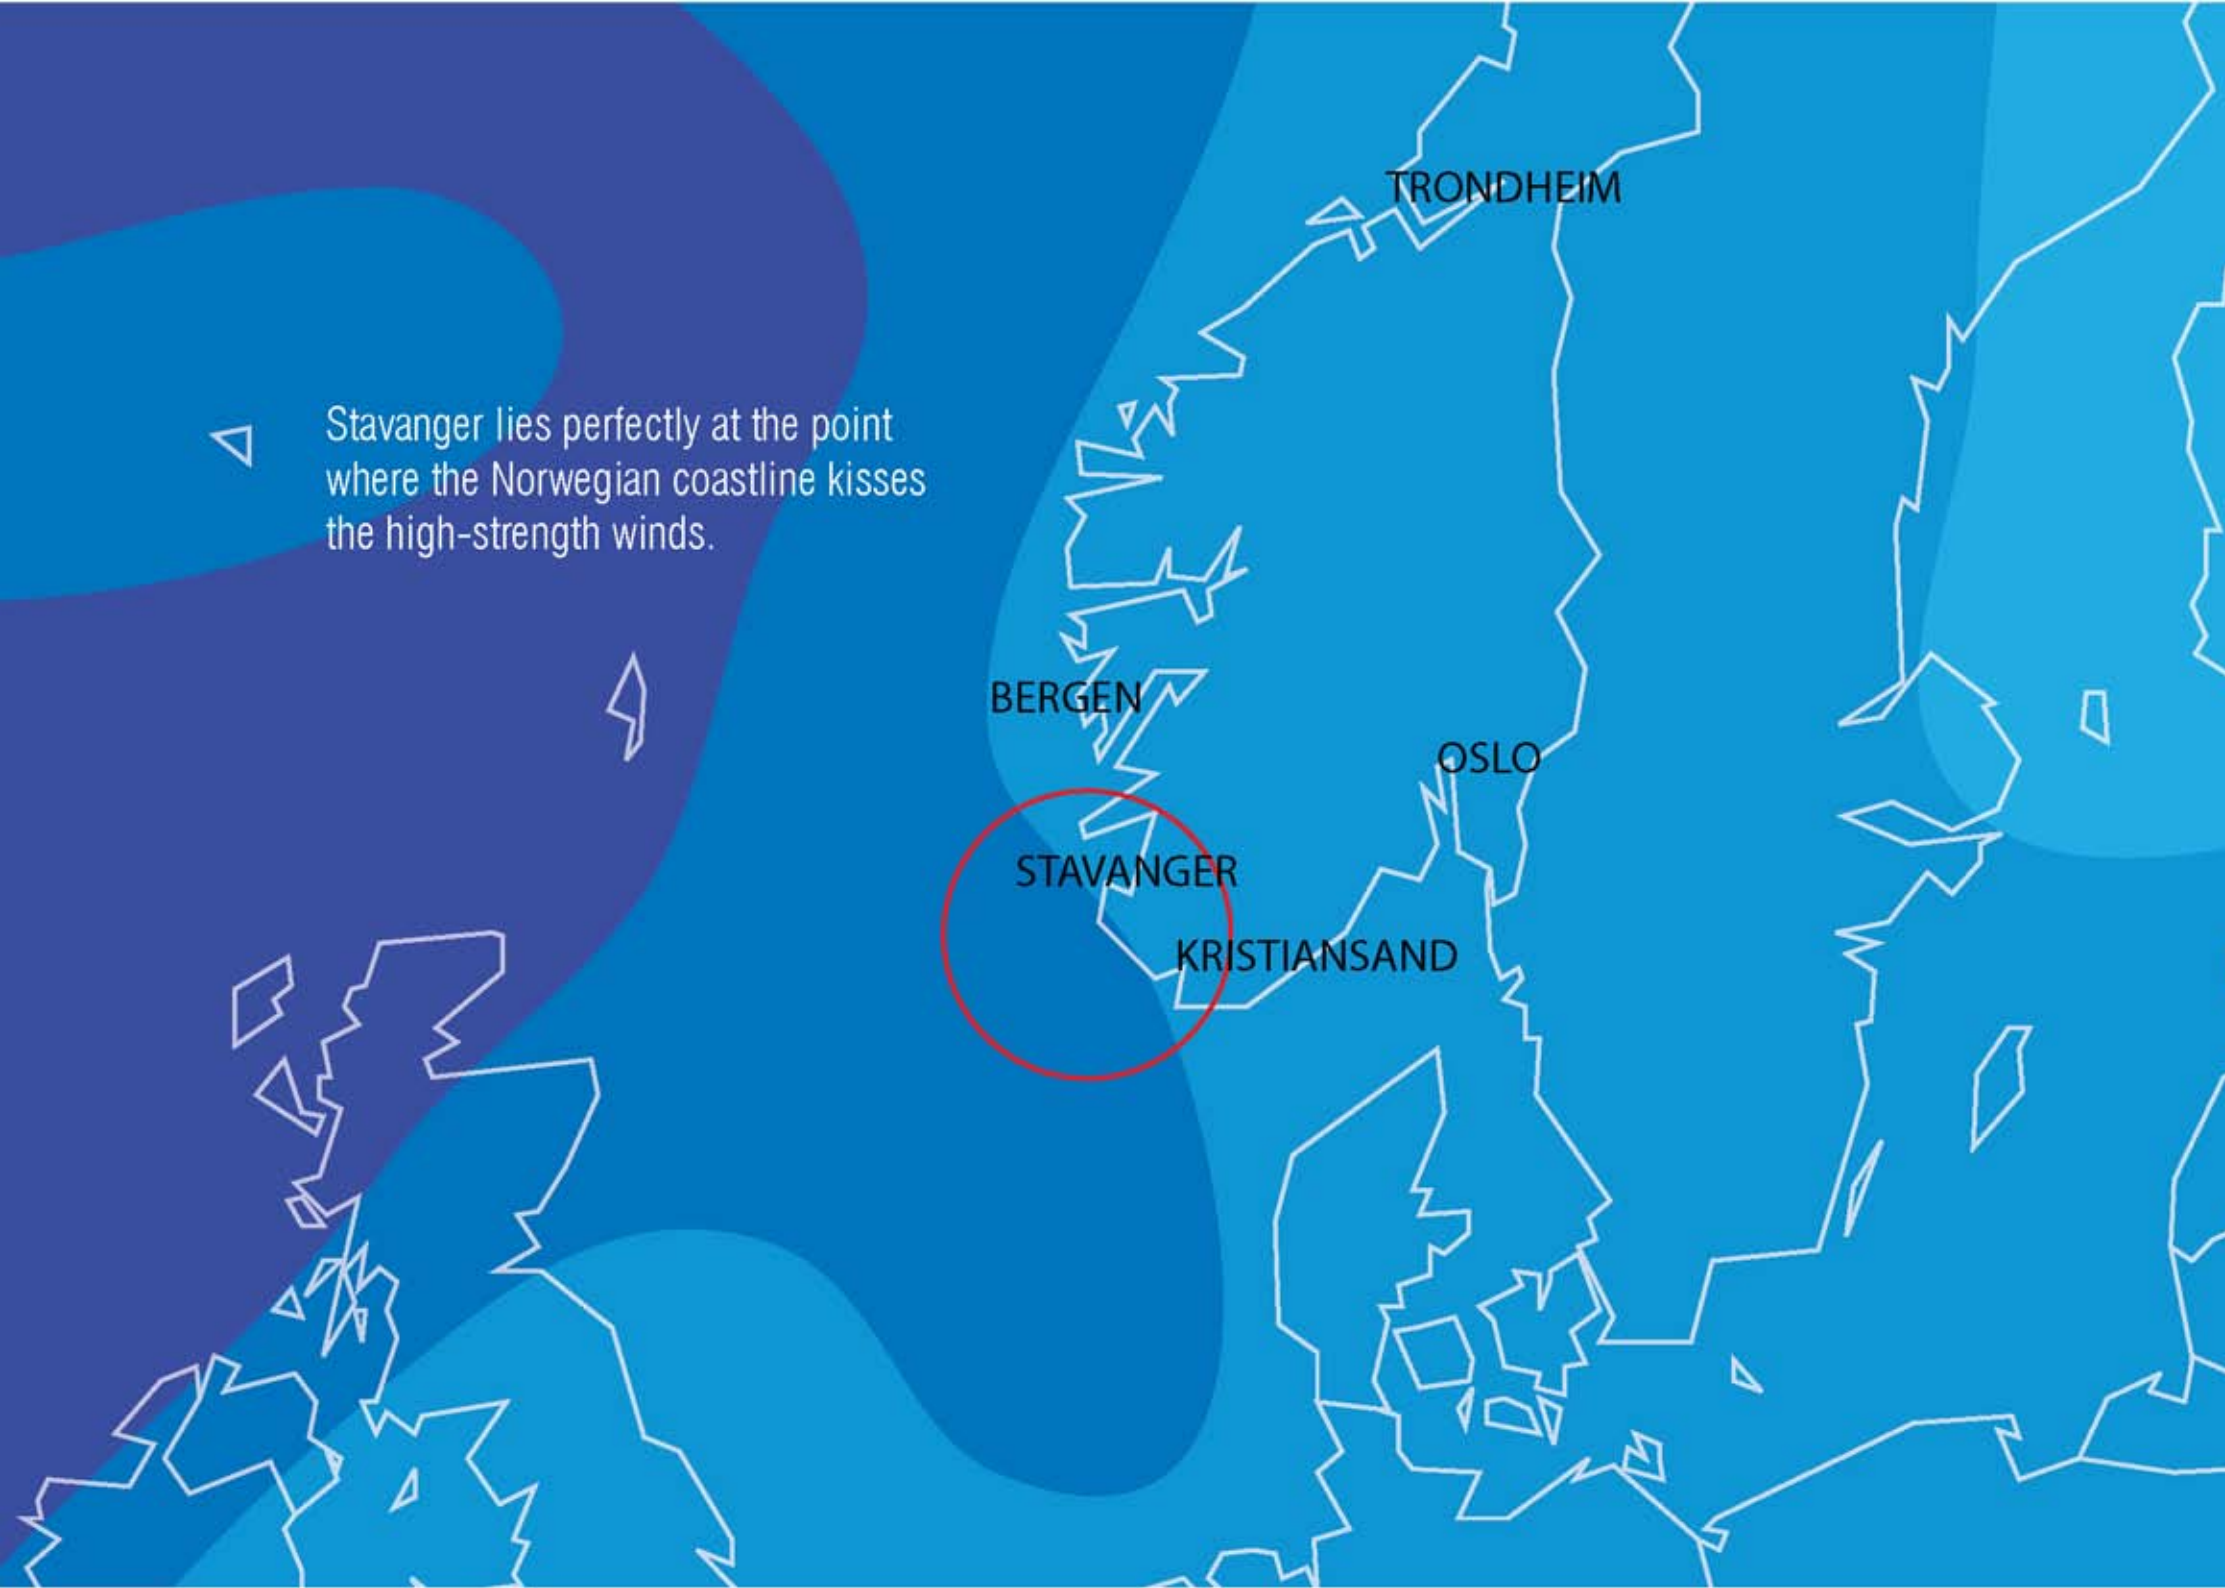 TRONDHEIM
Stavanger lies perfectly at the point
where the Norwegian coastline kisses
the high-strength winds.
BERGEN
OSLO
STAVANGER
KRISTIANSAND